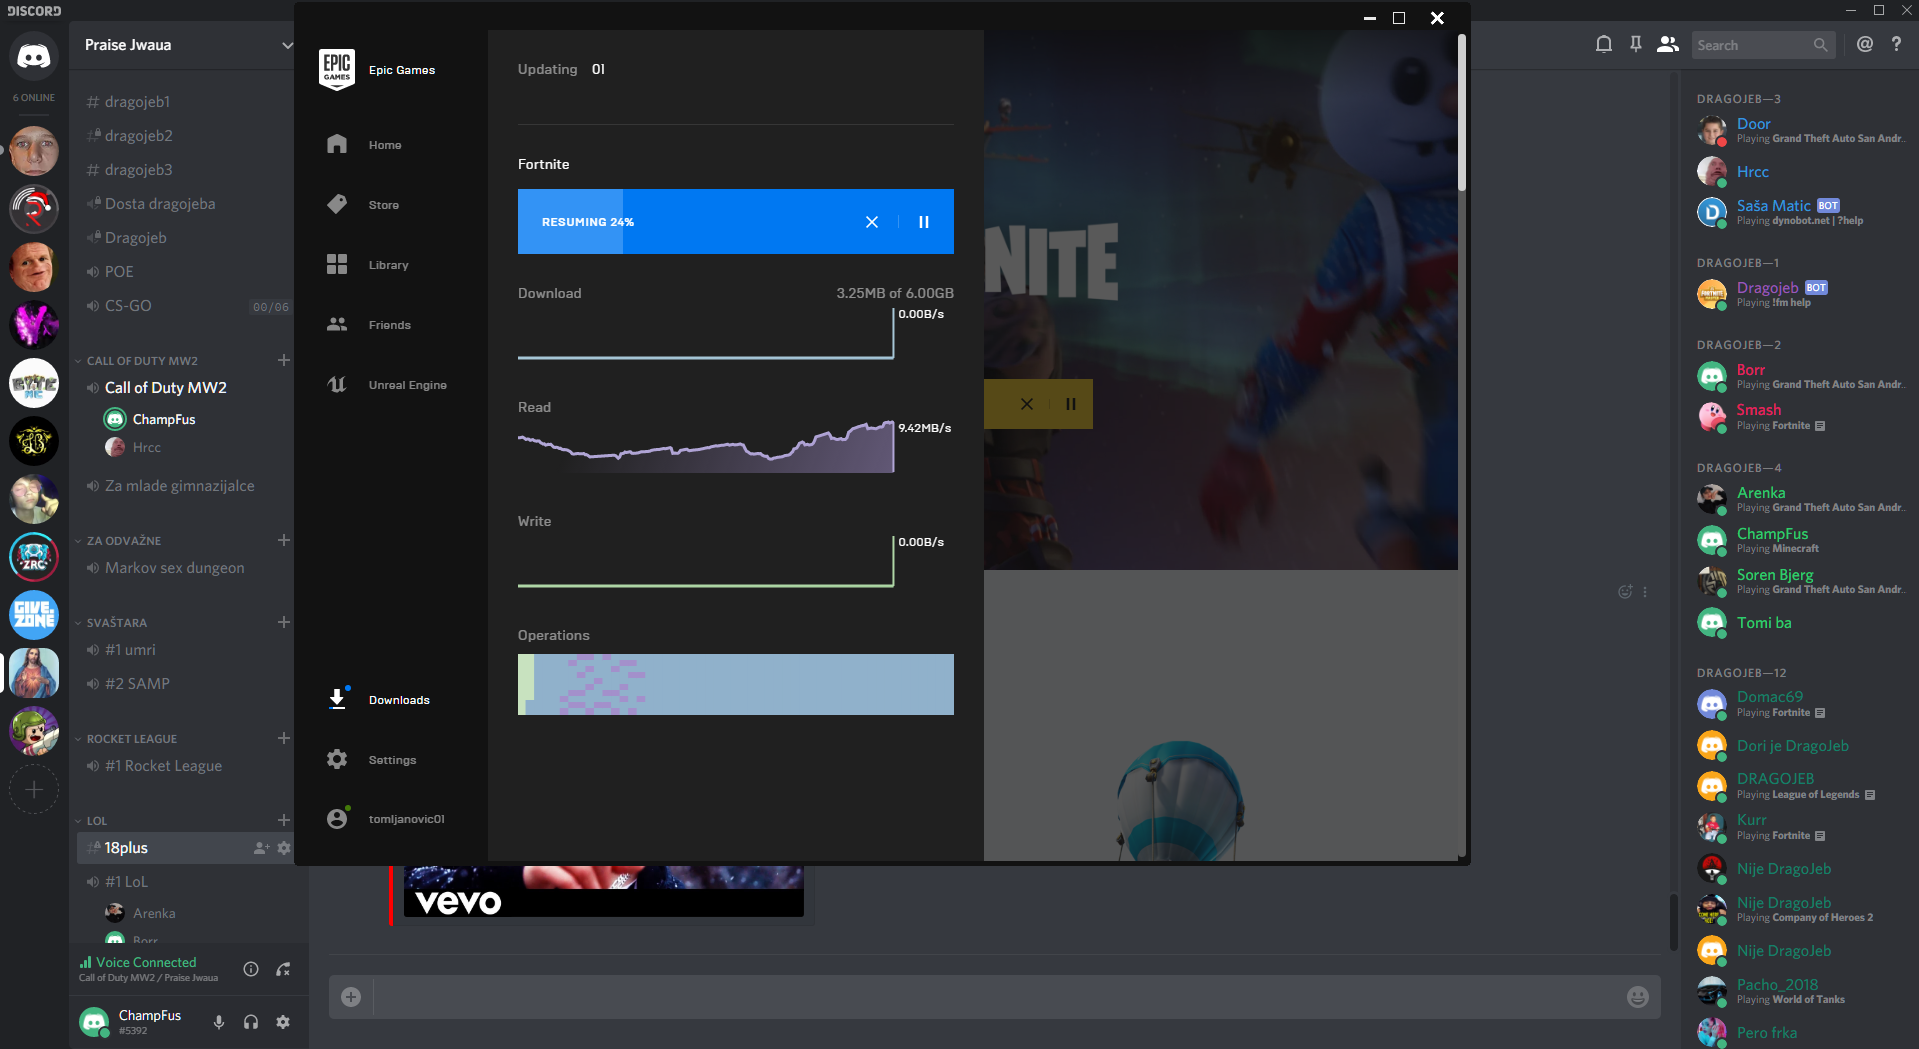 DISCORD
6 ONLINE
GIVE.
ZONE
ZRC
Praise Jwaua
dragojeb1
dragojeb2
dragojeb3
Dosta dragojeba
Dragojeb
POE
CS-GO 00/06
CALL OF DUTY MW2
Call of Duty MW2
ChampFus
Hrcc
Za mlade gimnazijalce
ZA ODVAŽNE
Markov sex dungeon
SVAŠTARA
#1 umri
#2 SAMP
ROCKET LEAGUE
#1 Rocket League
LOL
18plus
#1 LoL
Arenka
Borr
Voice Connected
Call of Duty MW2 / Praise Jwaua
ChampFus
#5392
EPIC
GAMES
Epic Games
Home
Store
Library
Friends
Unreal Engine
Downloads
Settings
tomljanovic01
Updating 01
Fortnite
RESUMING 24%
Download 3.25MB of 6.00GB
0.00B/s
Read
9.42MB/s
Write
0.00B/s
Operations
NITE
vevo
Search
DRAGOJEB—3
Door
Playing Grand Theft Auto San Andr..
Hrcc
Saša Matic BOT
Playing dynobot.net | ?help
DRAGOJEB—1
Dragojeb BOT
Playing !fm help
DRAGOJEB—2
Borr
Playing Grand Theft Auto San Andr..
Smash
Playing Fortnite
DRAGOJEB—4
Arenka
Playing Grand Theft Auto San Andr..
ChampFus
Playing Minecraft
Soren Bjerg
Playing Grand Theft Auto San Andr..
Tomi ba
DRAGOJEB—12
Domac69
Playing Fortnite
Dori je DragoJeb
DRAGOJEB
Playing League of Legends
Kurr
Playing Fortnite
Nije DragoJeb
Nije DragoJeb
Playing Company of Heroes 2
Nije DragoJeb
Pacho_2018
Playing World of Tanks
Pero frka